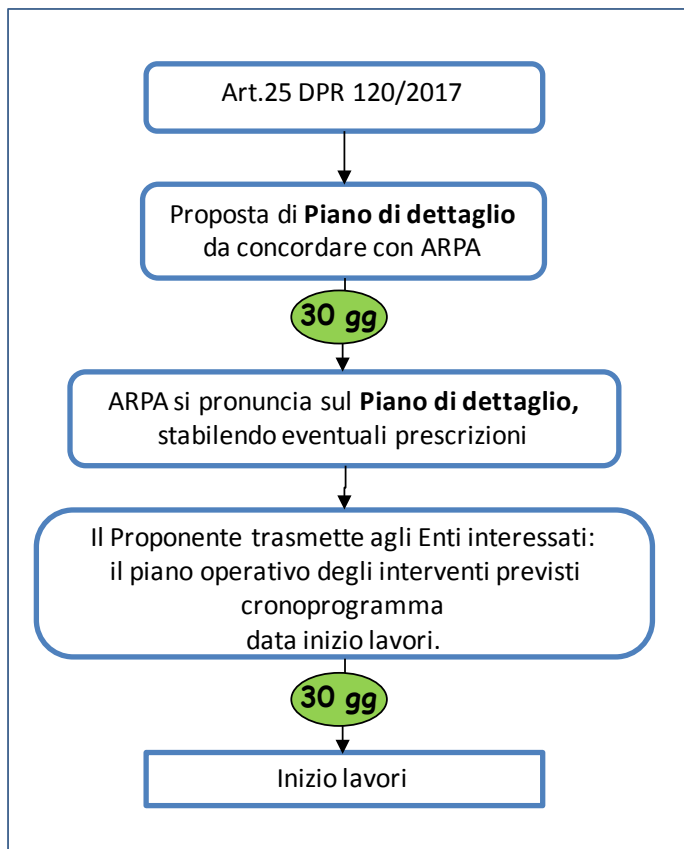 Art.25 DPR 120/2017
Proposta di Piano di dettaglio
da concordare con ARPA
30 gg
ARPA si pronuncia sul Piano di dettaglio,
stabilendo eventuali prescrizioni
Il Proponente trasmette agli Enti interessati:
il piano operativo degli interventi previsti
cronoprogramma
data inizio lavori.
30 gg
Inizio lavori